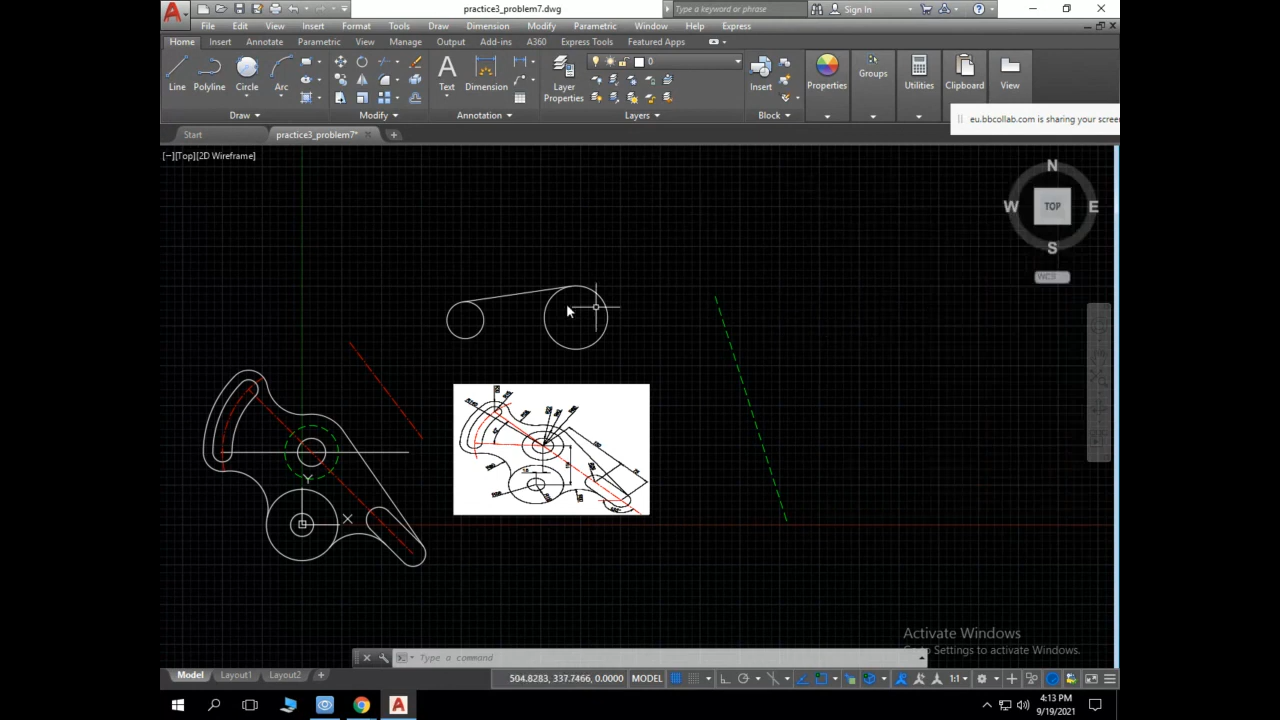 practice3_problem7.dwg
Type a keyword or phrase
Sign In
File Edit View Insert Format Tools Draw Dimension Modify Parametric Window Help Express
Home Insert Annotate Parametric View Manage Output Add-ins A360 Express Tools Featured Apps
Line Polyline Circle Arc
Text Dimension
Layer Properties
0
Insert
Properties
Groups
Utilities
Clipboard
View
Draw Modify Annotation Layers Block
eu.bbcollab.com is sharing your screen
Start practice3_problem7*
[−][Top][2D Wireframe]
N
W TOP E
S
WCS
Y
X
Activate Windows
Go to Settings to activate Windows.
Type a command
Model Layout1 Layout2
504.8283, 337.7466, 0.0000 MODEL
1:1
4:13 PM
9/19/2021